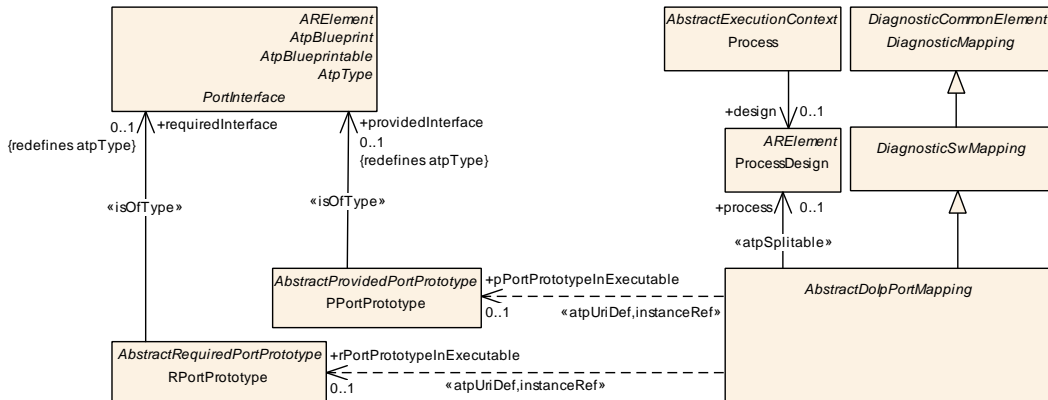 ARElement
AtpBlueprint
AtpBlueprintable
AtpType
PortInterface
AbstractExecutionContext
Process
DiagnosticCommonElement
DiagnosticMapping
0..1
+requiredInterface
{redefines atpType}
+providedInterface
0..1
{redefines atpType}
+design
0..1
ARElement
ProcessDesign
DiagnosticSwMapping
«isOfType»
«isOfType»
+process
0..1
«atpSplitable»
AbstractProvidedPortPrototype
PPortPrototype
+pPortPrototypeInExecutable
0..1
«atpUriDef,instanceRef»
AbstractDoIpPortMapping
AbstractRequiredPortPrototype
RPortPrototype
+rPortPrototypeInExecutable
0..1
«atpUriDef,instanceRef»